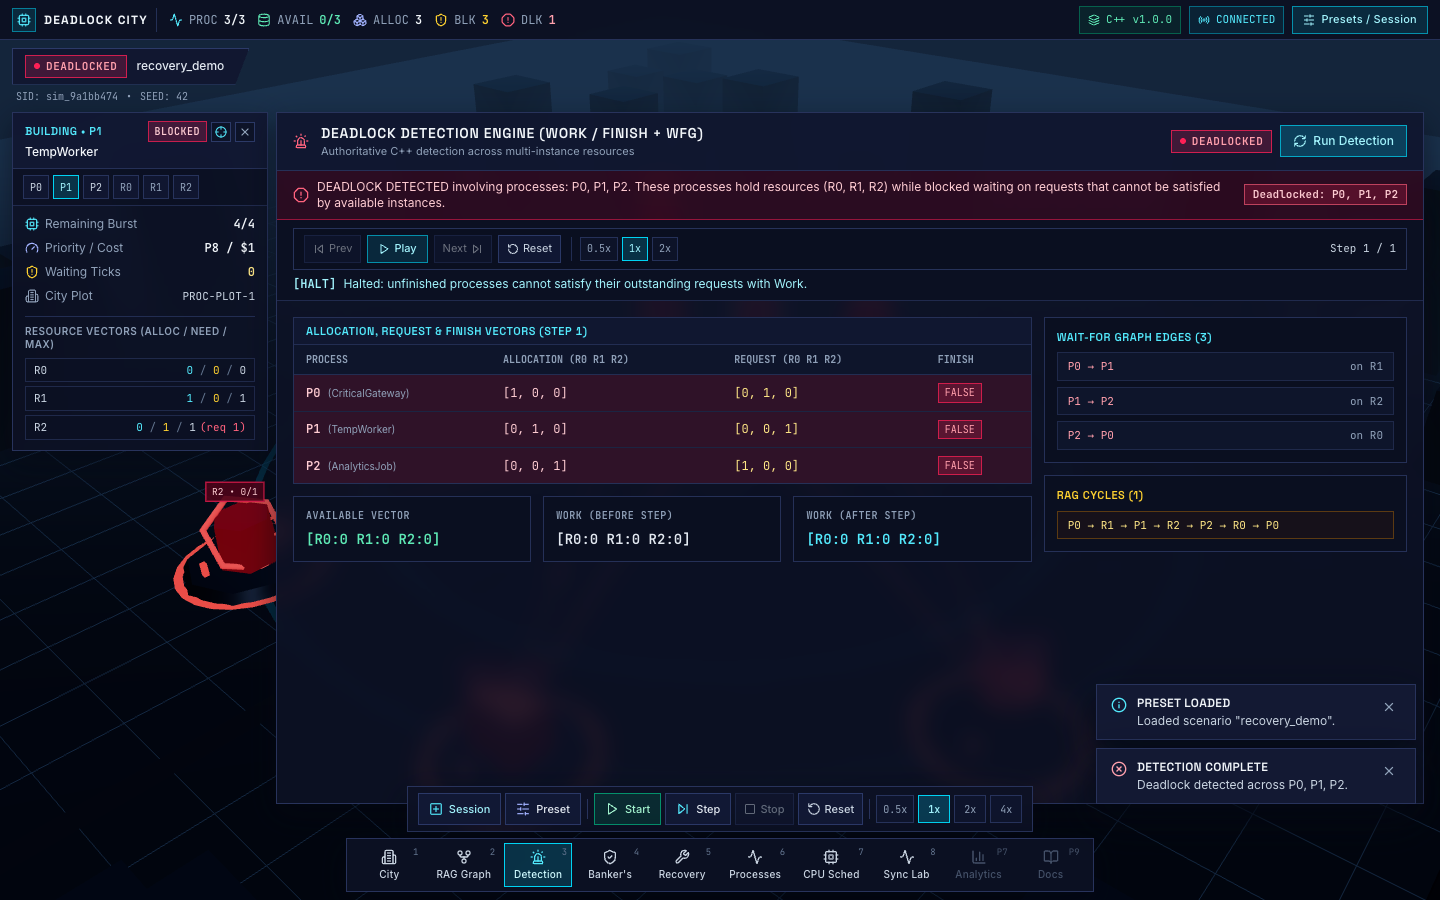 DEADLOCK CITY PROC 3/3 AVAIL 0/3 ALLOC 3 BLK 3 DLK 1 C++ v1.0.0 CONNECTED Presets / Session
DEADLOCKED recovery_demo
SID: sim_9a1bb474 • SEED: 42
BUILDING • P1 BLOCKED
TempWorker
P0 P1 P2 R0 R1 R2
Remaining Burst 4/4
Priority / Cost P8 / $1
Waiting Ticks 0
City Plot PROC-PLOT-1
RESOURCE VECTORS (ALLOC / NEED /
MAX)
R0 0 / 0 / 0
R1 1 / 0 / 1
R2 0 / 1 / 1 (req 1)
R2 • 0/1
DEADLOCK DETECTION ENGINE (WORK / FINISH + WFG)
Authoritative C++ detection across multi-instance resources
DEADLOCKED Run Detection
DEADLOCK DETECTED involving processes: P0, P1, P2. These processes hold resources (R0, R1, R2) while blocked waiting on requests that cannot be satisfied
by available instances.
Deadlocked: P0, P1, P2
Prev Play Next Reset 0.5x 1x 2x Step 1 / 1
[HALT] Halted: unfinished processes cannot satisfy their outstanding requests with Work.
ALLOCATION, REQUEST & FINISH VECTORS (STEP 1)
PROCESS ALLOCATION (R0 R1 R2) REQUEST (R0 R1 R2) FINISH
P0 (CriticalGateway) [1, 0, 0] [0, 1, 0] FALSE
P1 (TempWorker) [0, 1, 0] [0, 0, 1] FALSE
P2 (AnalyticsJob) [0, 0, 1] [1, 0, 0] FALSE
AVAILABLE VECTOR
[R0:0 R1:0 R2:0]
WORK (BEFORE STEP)
[R0:0 R1:0 R2:0]
WORK (AFTER STEP)
[R0:0 R1:0 R2:0]
WAIT-FOR GRAPH EDGES (3)
P0 → P1 on R1
P1 → P2 on R2
P2 → P0 on R0
RAG CYCLES (1)
P0 → R1 → P1 → R2 → P2 → R0 → P0
PRESET LOADED
Loaded scenario "recovery_demo".
DETECTION COMPLETE
Deadlock detected across P0, P1, P2.
Session Preset Start Step Stop Reset 0.5x 1x 2x 4x
City 1 RAG Graph 2 Detection 3 Banker's 4 Recovery 5 Processes 6 CPU Sched 7 Sync Lab 8 Analytics P7 Docs P9